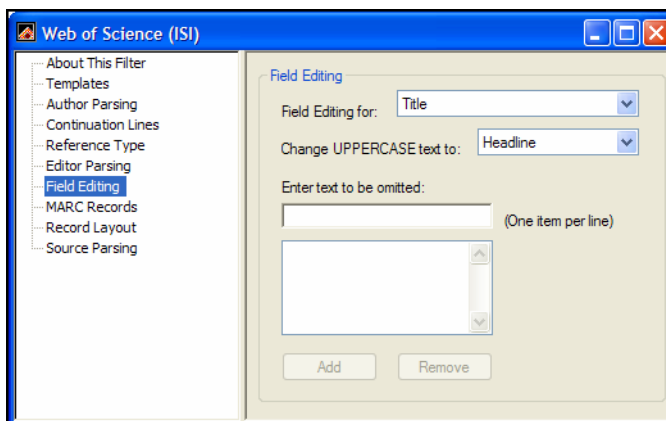 Web of Science (ISI)
About This Filter
Templates
Author Parsing
Continuation Lines
Reference Type
Editor Parsing
Field Editing
MARC Records
Record Layout
Source Parsing
Field Editing
Field Editing for: Title
Change UPPERCASE text to: Headline
Enter text to be omitted:
(One item per line)
Add Remove